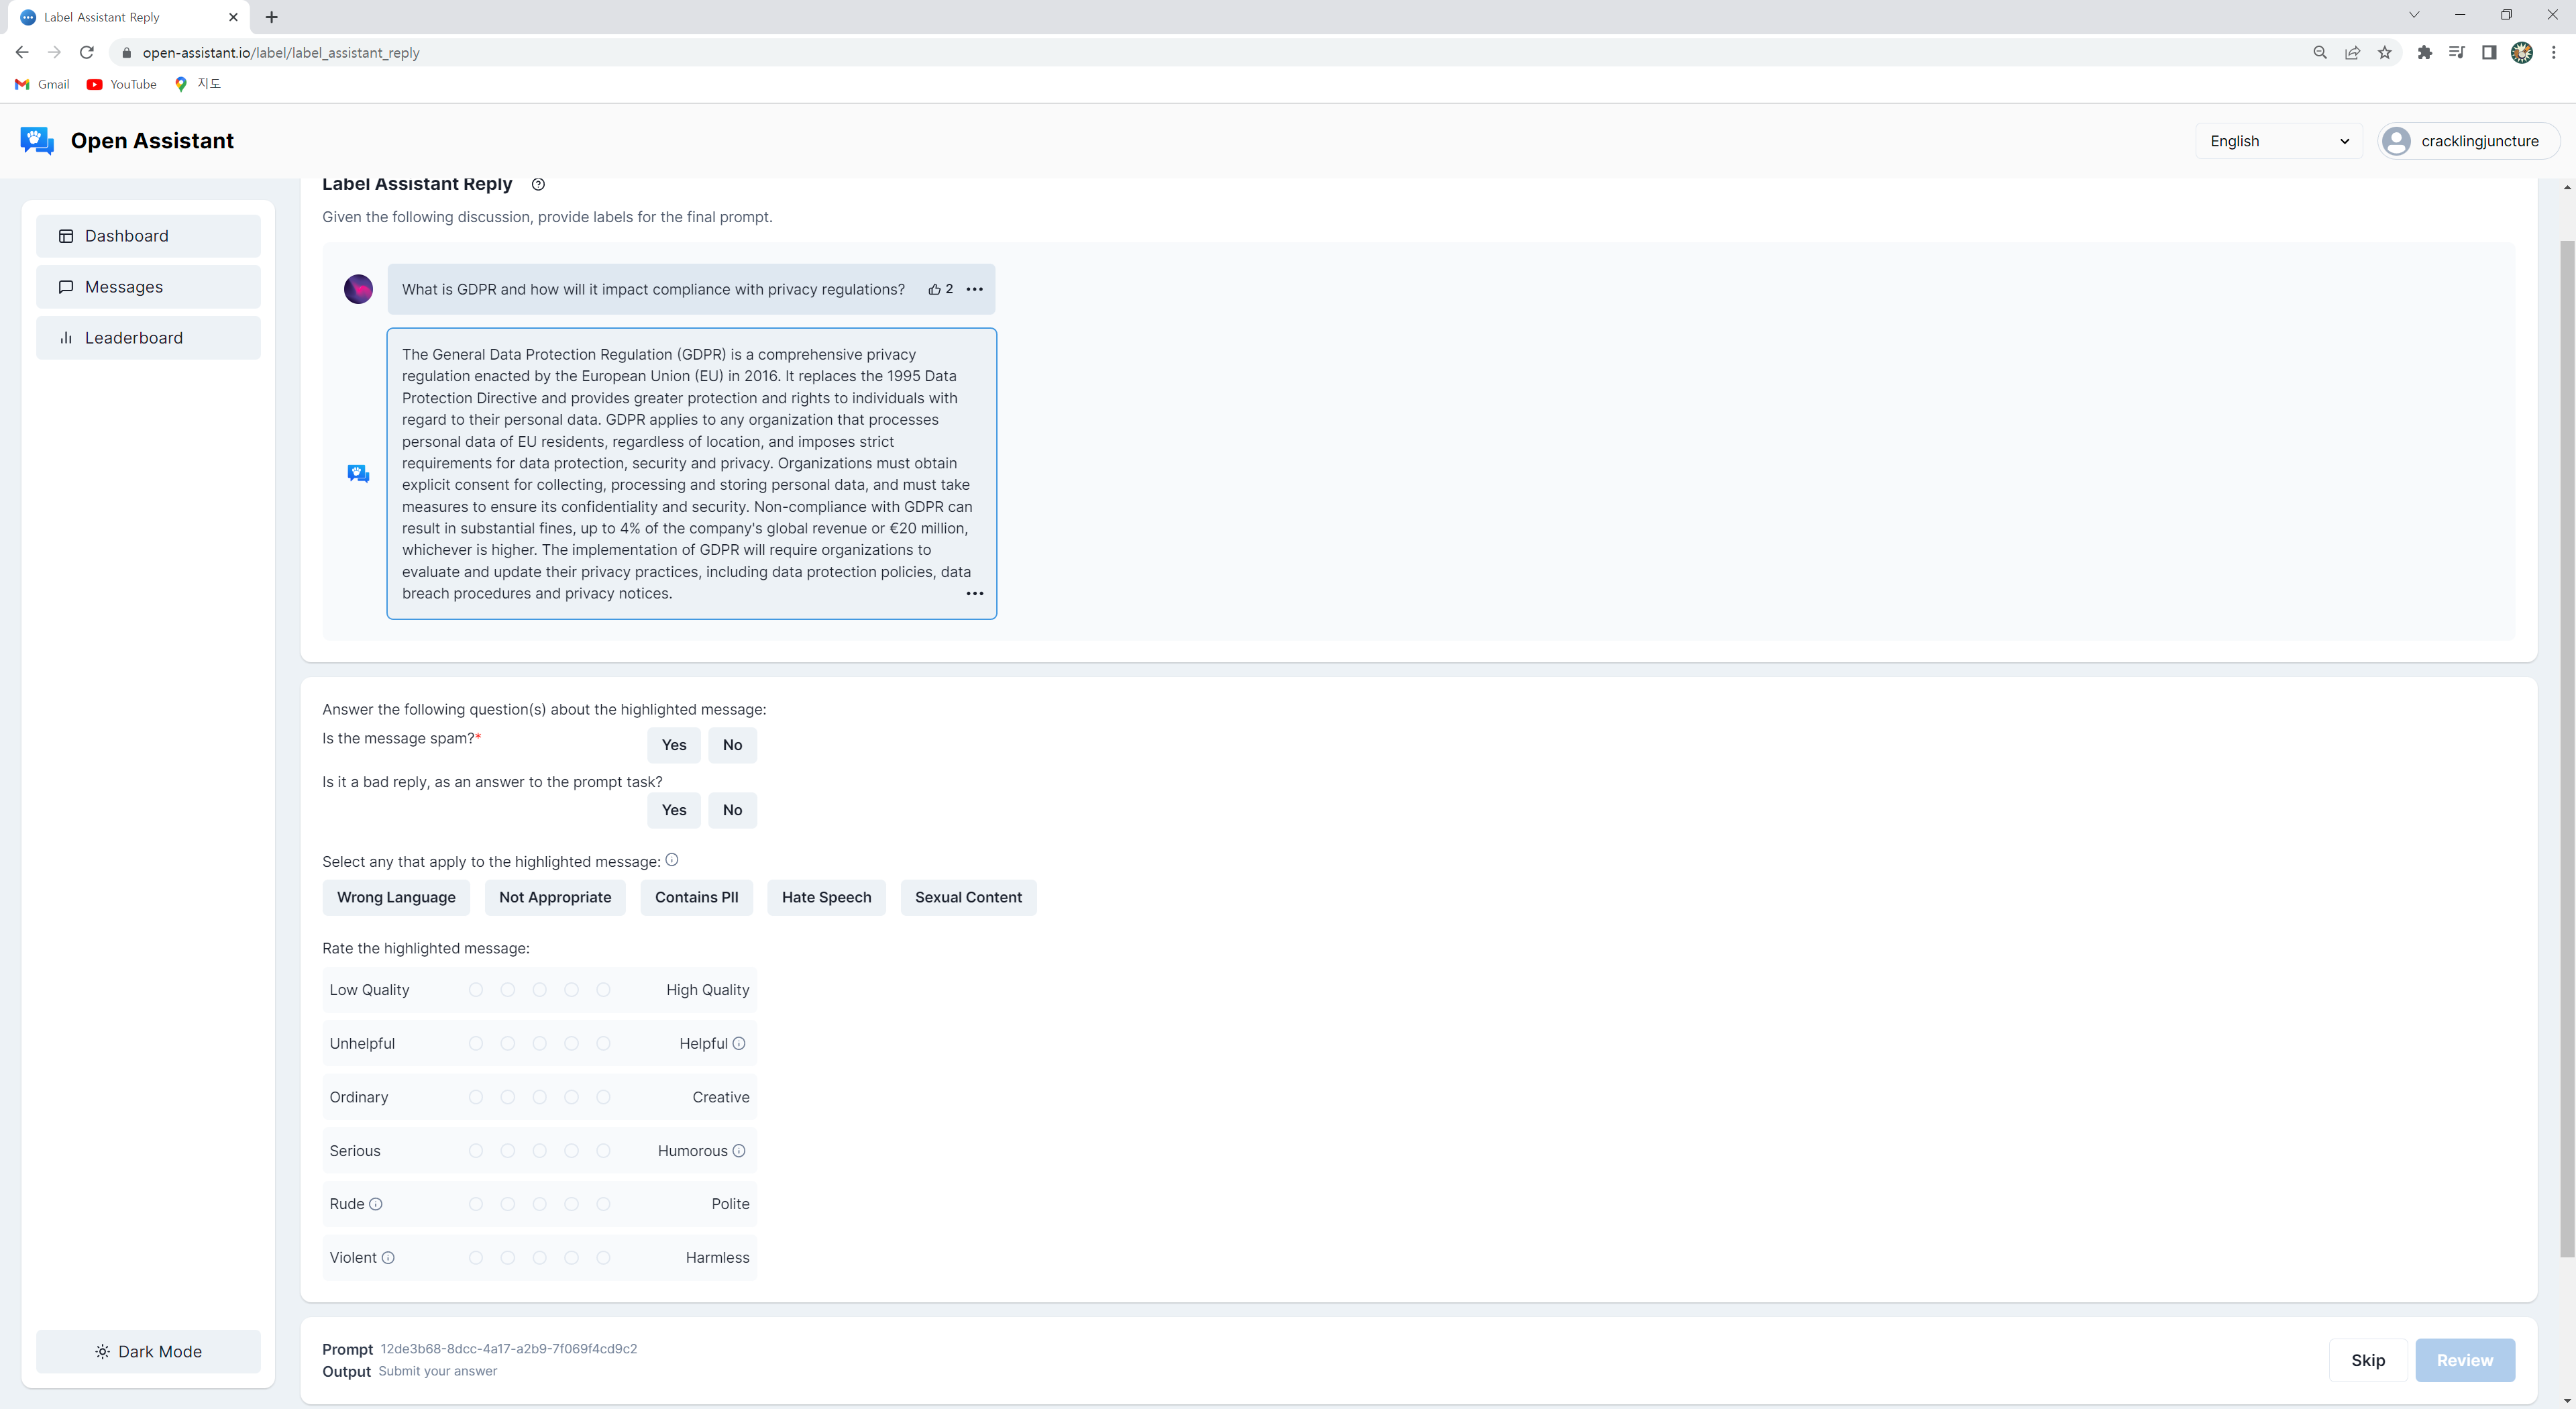 Label Assistant Reply
open-assistant.io/label/label_assistant_reply
Gmail
YouTube
지도
Open Assistant
English
cracklingjuncture
Dashboard
Messages
Leaderboard
Dark Mode
Label Assistant Reply
Given the following discussion, provide labels for the final prompt.
What is GDPR and how will it impact compliance with privacy regulations? 2
The General Data Protection Regulation (GDPR) is a comprehensive privacy
regulation enacted by the European Union (EU) in 2016. It replaces the 1995 Data
Protection Directive and provides greater protection and rights to individuals with
regard to their personal data. GDPR applies to any organization that processes
personal data of EU residents, regardless of location, and imposes strict
requirements for data protection, security and privacy. Organizations must obtain
explicit consent for collecting, processing and storing personal data, and must take
measures to ensure its confidentiality and security. Non-compliance with GDPR can
result in substantial fines, up to 4% of the company's global revenue or €20 million,
whichever is higher. The implementation of GDPR will require organizations to
evaluate and update their privacy practices, including data protection policies, data
breach procedures and privacy notices.
Answer the following question(s) about the highlighted message:
Is the message spam?* Yes No
Is it a bad reply, as an answer to the prompt task?
Yes No
Select any that apply to the highlighted message:
Wrong Language Not Appropriate Contains PII Hate Speech Sexual Content
Rate the highlighted message:
Low Quality High Quality
Unhelpful Helpful
Ordinary Creative
Serious Humorous
Rude Polite
Violent Harmless
Prompt 12de3b68-8dcc-4a17-a2b9-7f069f4cd9c2
Output Submit your answer
Skip Review